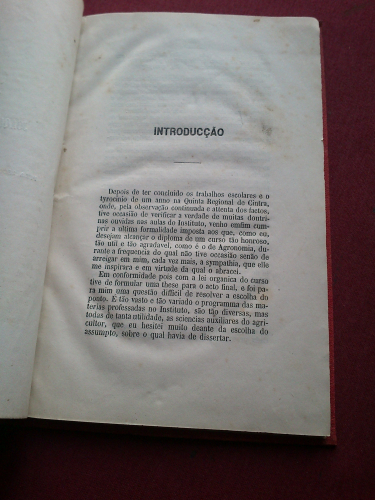 INTRODUCÇÃO
Depois de ter concluido os trabalhos escolares e o
tyrocinio de um anno na Quinta Regional de Cintra,
onde, pela observação continuada e attenta dos factos,
tive occasião de verificar a verdade de muitas doutri-
nas ouvidas nas aulas do Instituto, venho emfim cum-
prir a ultima formalidade imposta aos que, como eu,
desejam alcançar o diploma de um curso tão honroso,
tão util e tão agradavel, como é o de Agronomia, du-
rante a frequencia do qual não tive occasião senão de
arreigar em mim, cada vez mais, a sympathia, que elle
me inspirara e em virtude da qual o abracei.
Em conformidade pois com a lei organica do curso
tive de formular uma these para o acto final, e foi pa-
ra mim uma questão difficil de resolver a escolha do
ponto. E tão vasto e tão variado o programma das ma-
terias professadas no Instituto, são tão diversas, mas
todas de tanta utilidade, as sciencias auxiliares do agri-
cultor, que eu hesitei muito deante da escolha do
assumpto, sobre o qual havia de dissertar.